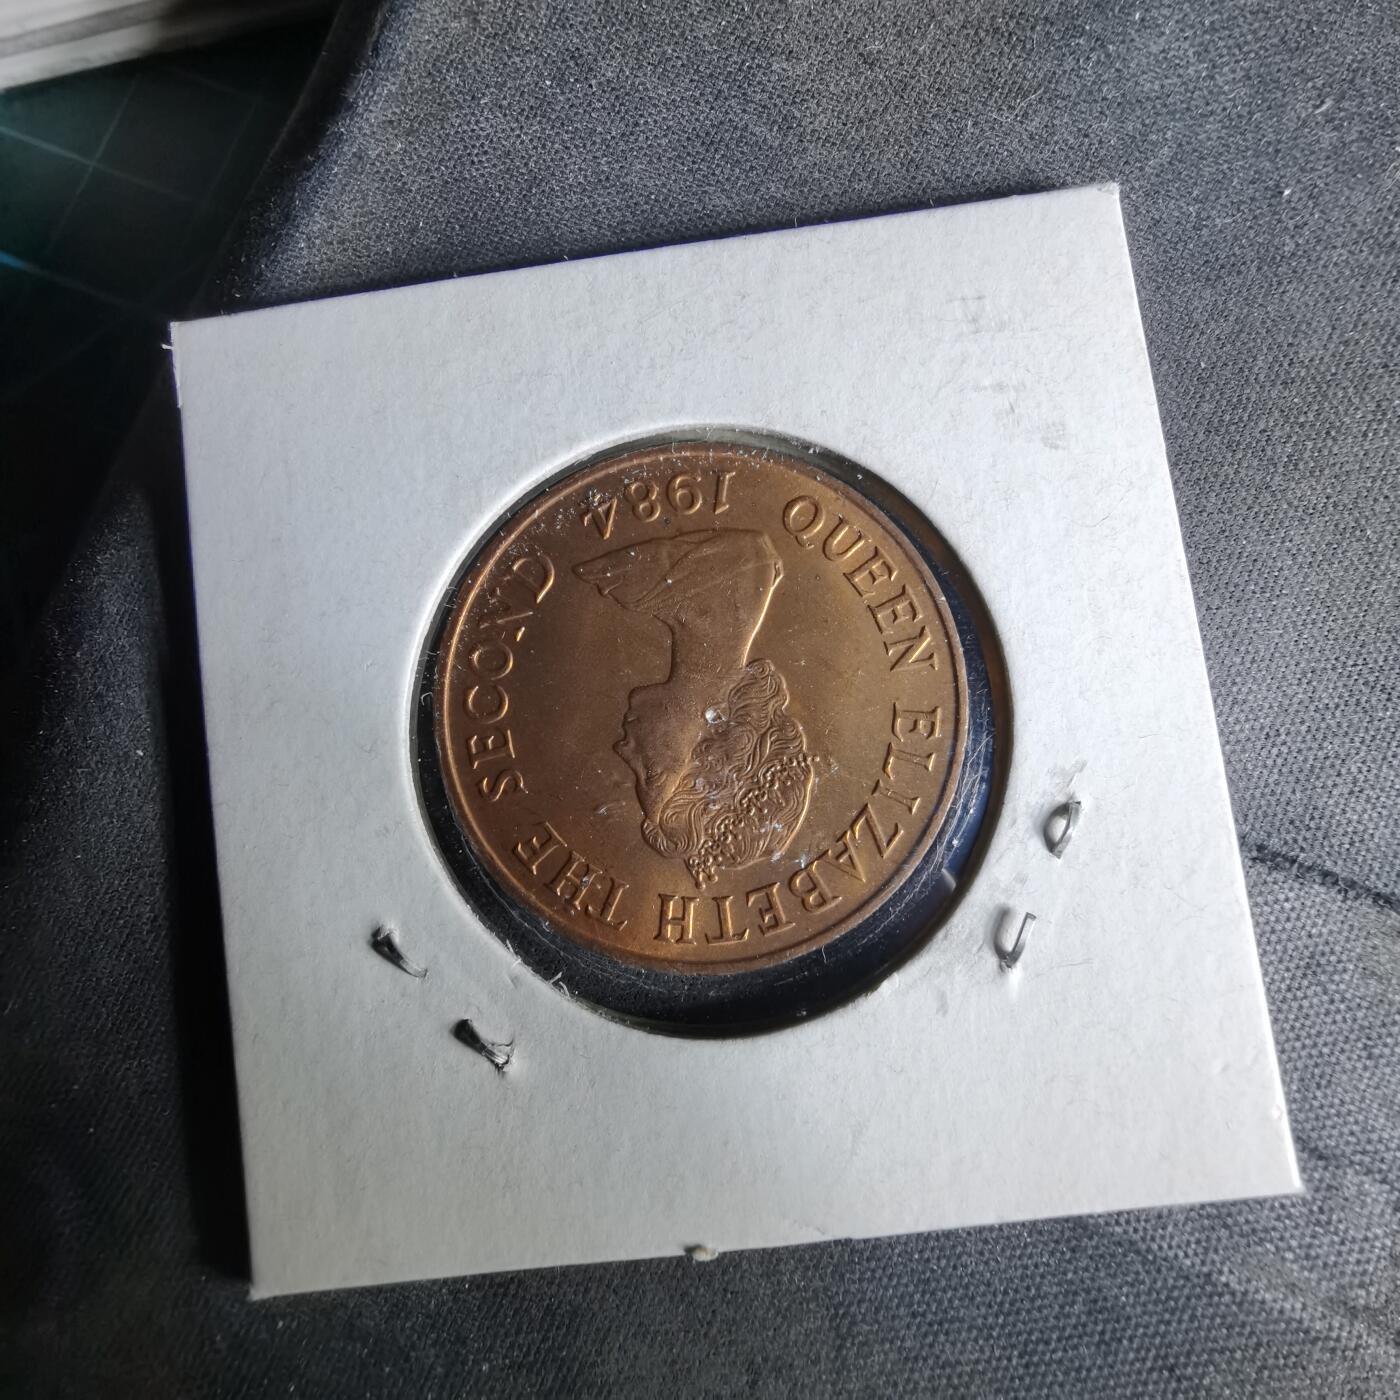 QUEEN ELIZABETH THE SECOND
1984